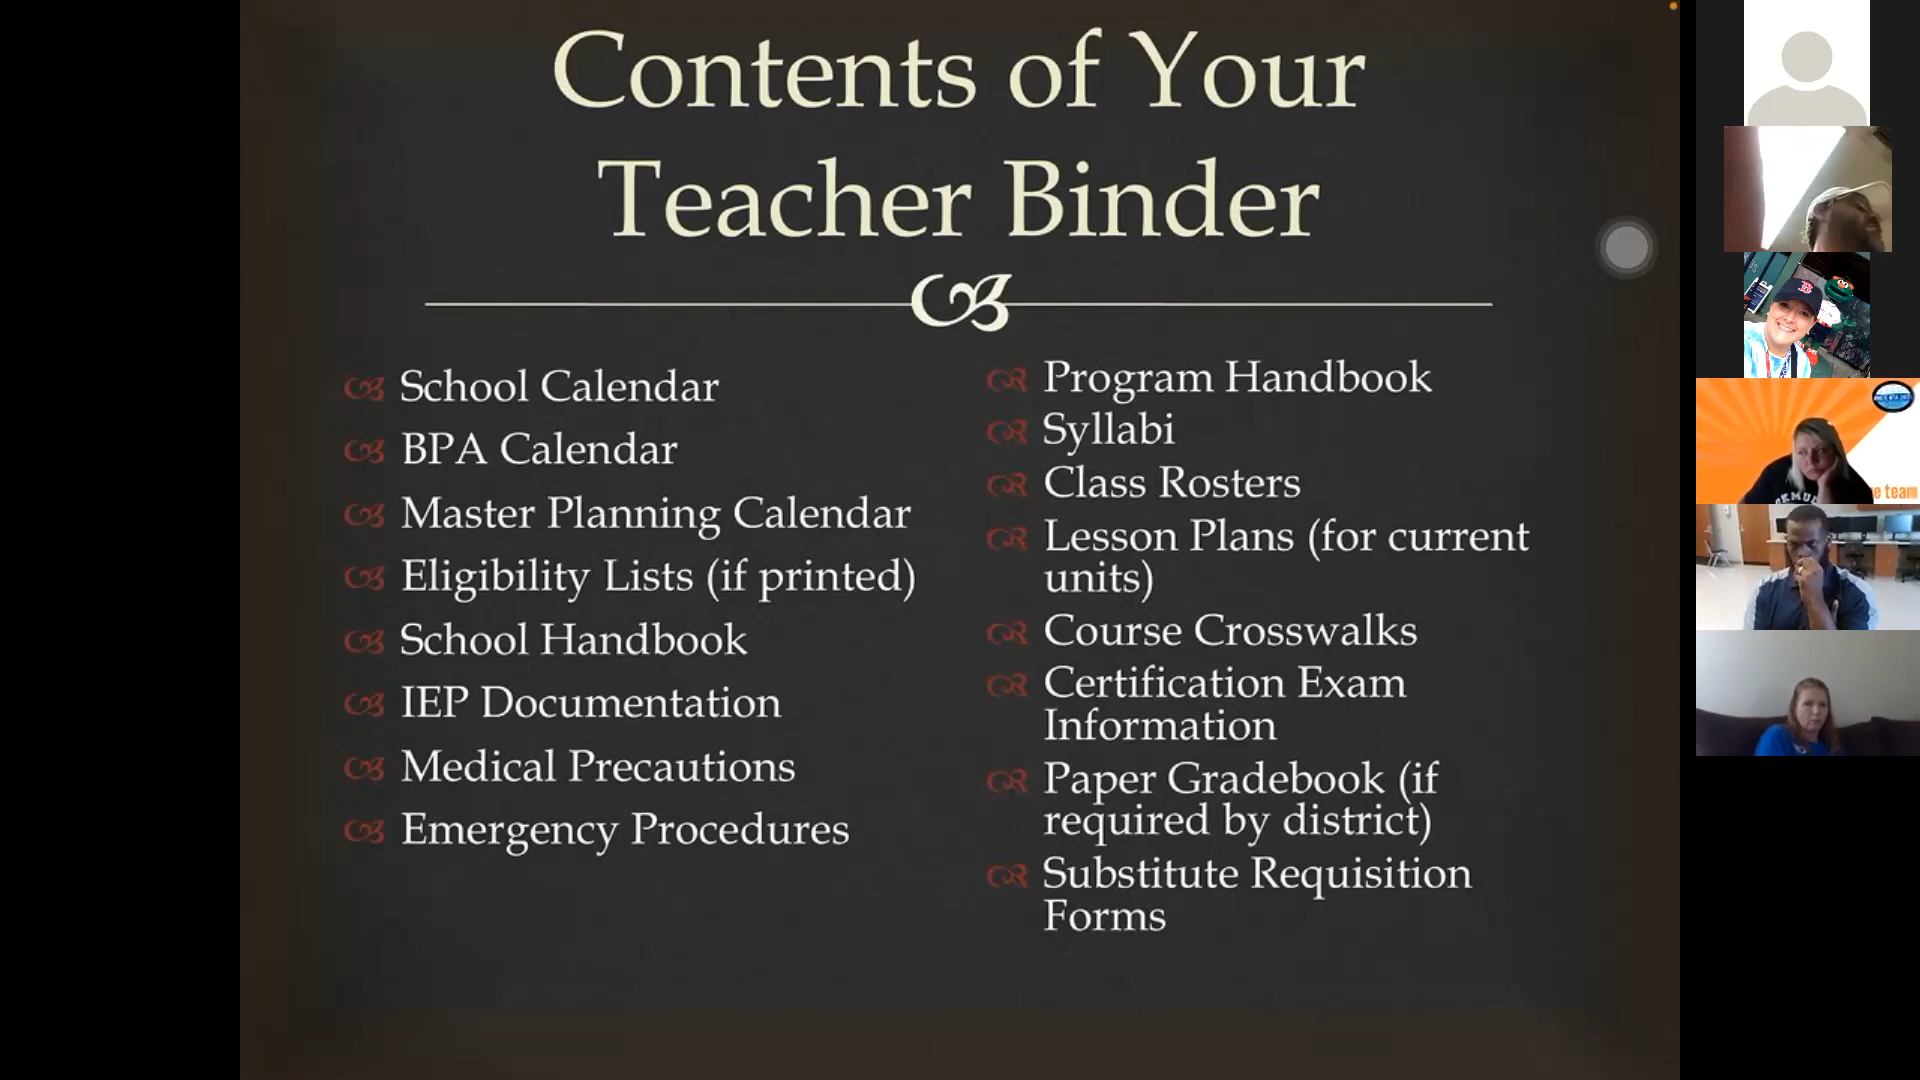 Contents of Your
Teacher Binder
School Calendar
BPA Calendar
Master Planning Calendar
Eligibility Lists (if printed)
School Handbook
IEP Documentation
Medical Precautions
Emergency Procedures
Program Handbook
Syllabi
Class Rosters
Lesson Plans (for current
units)
Course Crosswalks
Certification Exam
Information
Paper Gradebook (if
required by district)
Substitute Requisition
Forms
B
team